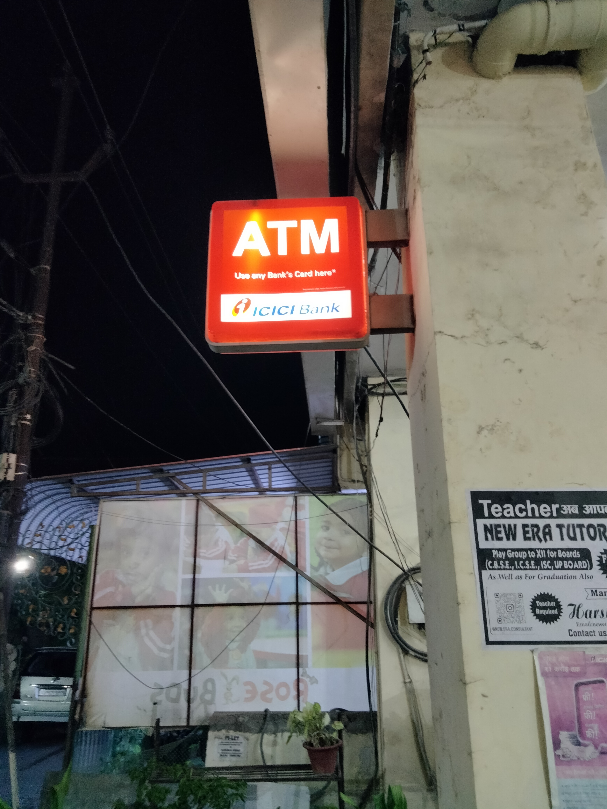 ATM
Use any Bank's Card here*
ICICI Bank
Teacher अब आपके
NEW ERA TUTOR
Play Group to XII for Boards
(C.B.S.E., I.C.S.E., ISC, UP BOARD)
As Well as For Graduation Also
Teacher
Required
Contact us
ROSE BUDS